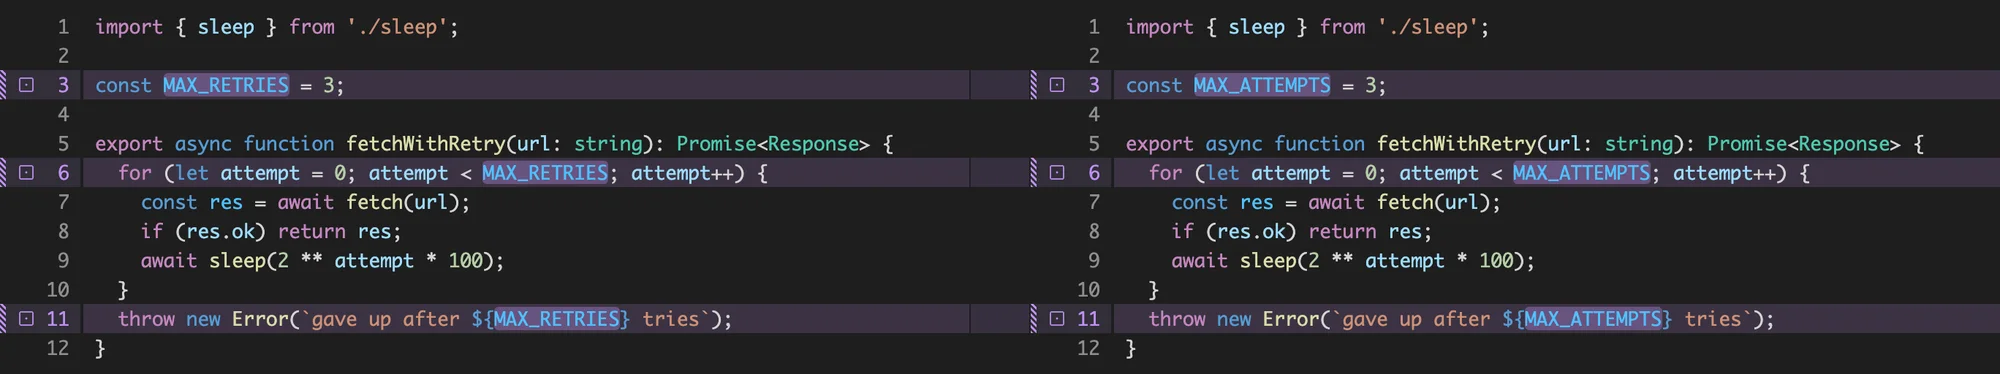 1 import { sleep } from './sleep';
2
3 const MAX_RETRIES = 3;
4
5 export async function fetchWithRetry(url: string): Promise<Response> {
6   for (let attempt = 0; attempt < MAX_RETRIES; attempt++) {
7     const res = await fetch(url);
8     if (res.ok) return res;
9     await sleep(2 ** attempt * 100);
10   }
11   throw new Error(`gave up after ${MAX_RETRIES} tries`);
12 }
1 import { sleep } from './sleep';
2
3 const MAX_ATTEMPTS = 3;
4
5 export async function fetchWithRetry(url: string): Promise<Response> {
6   for (let attempt = 0; attempt < MAX_ATTEMPTS; attempt++) {
7     const res = await fetch(url);
8     if (res.ok) return res;
9     await sleep(2 ** attempt * 100);
10   }
11   throw new Error(`gave up after ${MAX_ATTEMPTS} tries`);
12 }